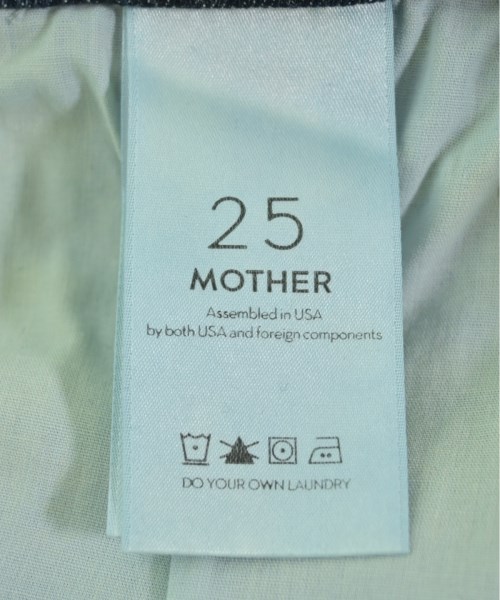 25
MOTHER
Assembled in USA
by both USA and foreign components
DO YOUR OWN LAUNDRY